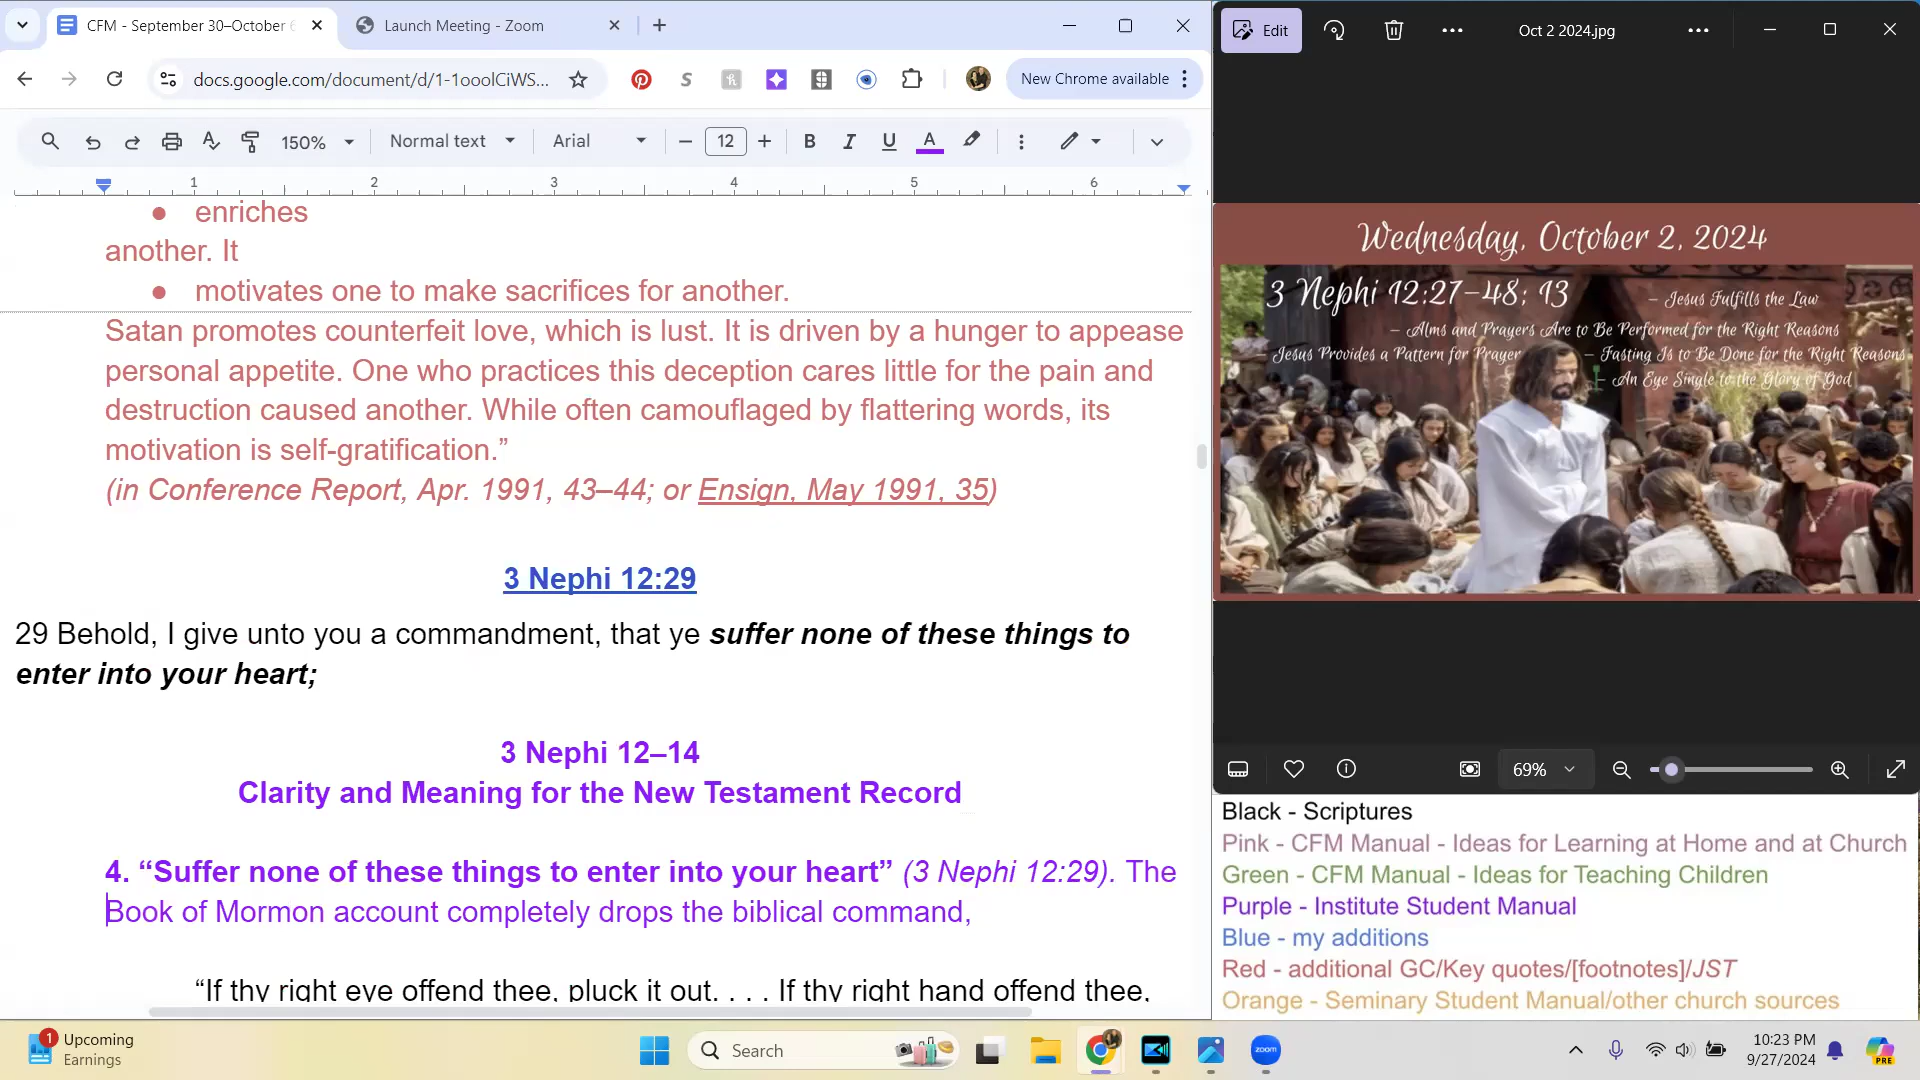 CFM - September 30–October 6
Launch Meeting - Zoom
docs.google.com/document/d/1-1ooolCiWS...
New Chrome available
150%
Normal text
Arial
12
B I U A
1 2 3 4 5 6
● enriches
another. It
● motivates one to make sacrifices for another.
Satan promotes counterfeit love, which is lust. It is driven by a hunger to appease
personal appetite. One who practices this deception cares little for the pain and
destruction caused another. While often camouflaged by flattering words, its
motivation is self-gratification.”
(in Conference Report, Apr. 1991, 43–44; or Ensign, May 1991, 35)
3 Nephi 12:29
29 Behold, I give unto you a commandment, that ye suffer none of these things to
enter into your heart;
3 Nephi 12–14
Clarity and Meaning for the New Testament Record
4. “Suffer none of these things to enter into your heart” (3 Nephi 12:29). The
Book of Mormon account completely drops the biblical command,
“If thy right eye offend thee, pluck it out. . . . If thy right hand offend thee,
Edit
Oct 2 2024.jpg
Wednesday, October 2, 2024
3 Nephi 12:27–48; 13
– Jesus Fulfills the Law
– Alms and Prayers Are to Be Performed for the Right Reasons
– Jesus Provides a Pattern for Prayer
– Fasting Is to Be Done for the Right Reasons
– An Eye Single to the Glory of God
69%
Black - Scriptures
Pink - CFM Manual - Ideas for Learning at Home and at Church
Green - CFM Manual - Ideas for Teaching Children
Purple - Institute Student Manual
Blue - my additions
Red - additional GC/Key quotes/[footnotes]/JST
Orange - Seminary Student Manual/other church sources
1
Upcoming
Earnings
Search
zoom
10:23 PM
9/27/2024
PRE